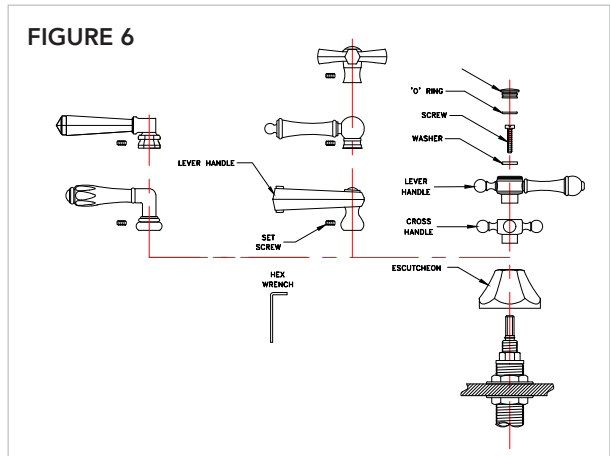 FIGURE 6
'O' RING
SCREW
WASHER
LEVER HANDLE
LEVER
HANDLE
CROSS
HANDLE
SET
SCREW
ESCUTCHEON
HEX
WRENCH